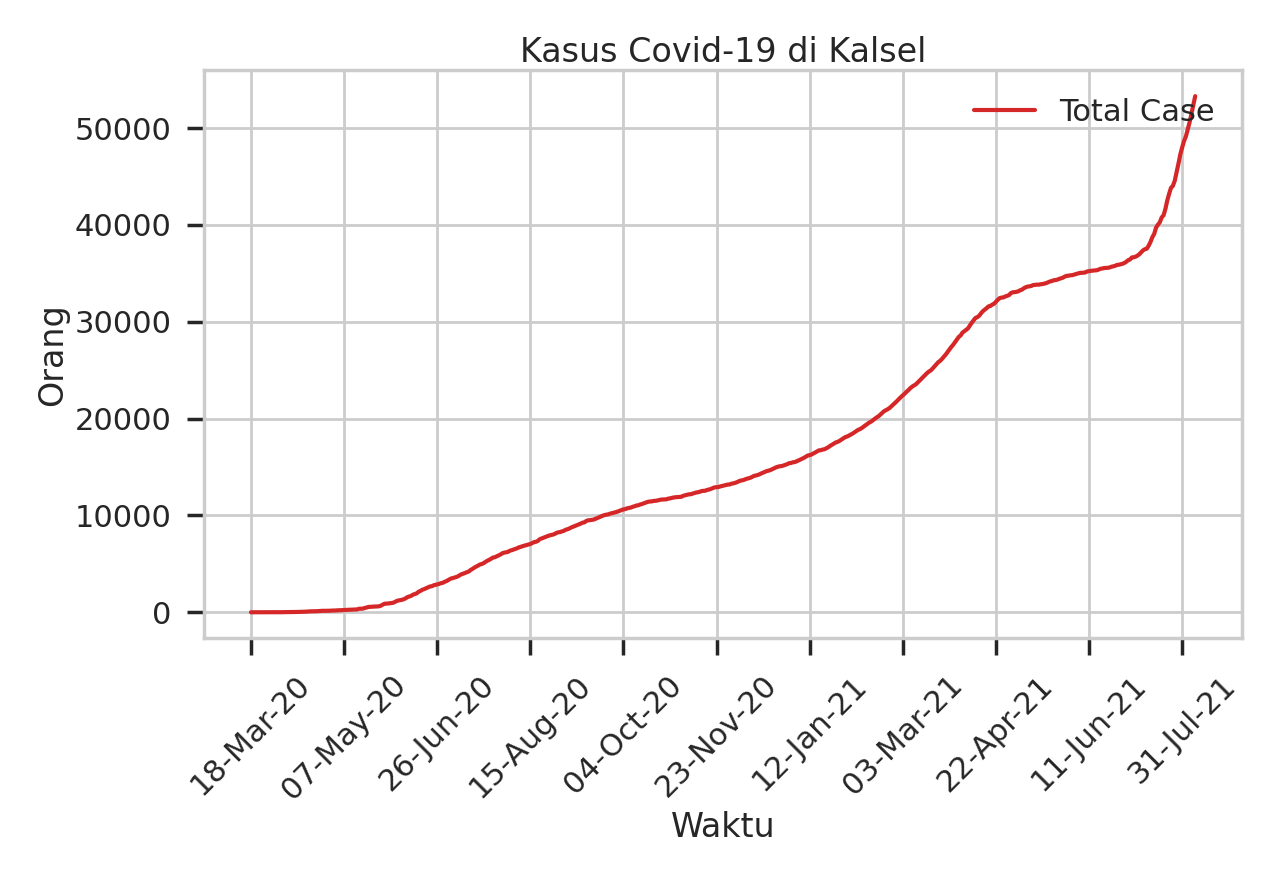 Kasus Covid-19 di Kalsel
Total Case
50000
40000
30000
20000
10000
0
Orang
18-Mar-20
07-May-20
26-Jun-20
15-Aug-20
04-Oct-20
23-Nov-20
12-Jan-21
03-Mar-21
22-Apr-21
11-Jun-21
31-Jul-21
Waktu